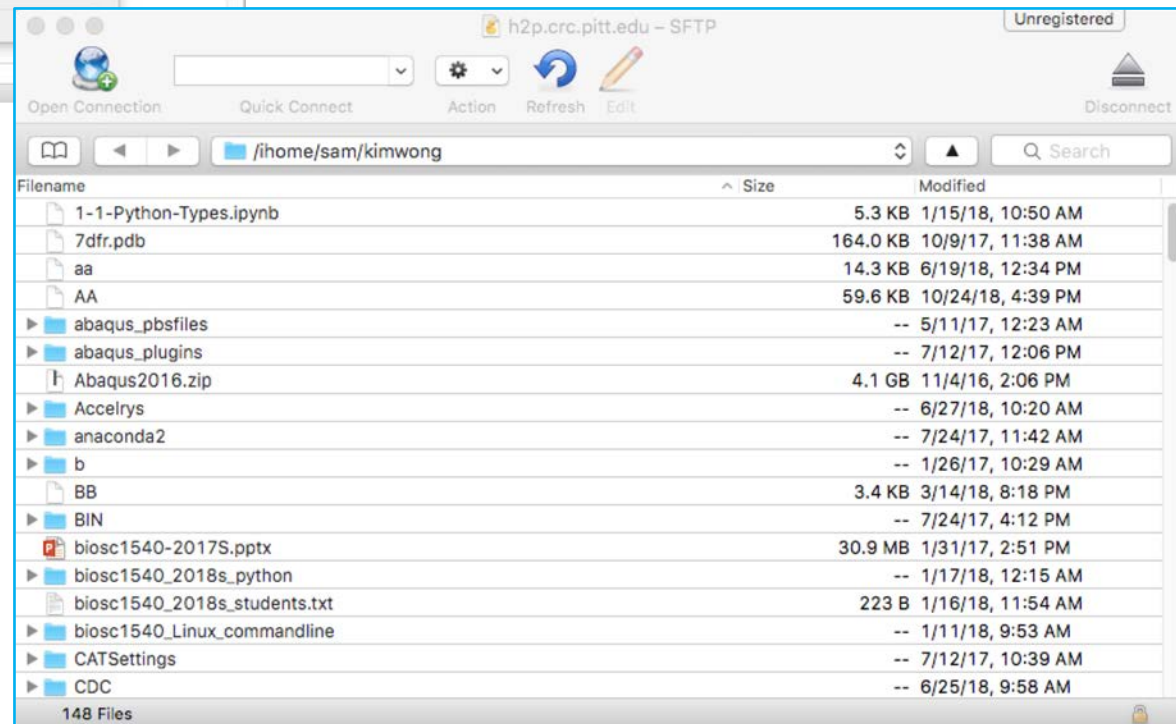 h2p.crc.pitt.edu – SFTP Unregistered
Open Connection Quick Connect Action Refresh Edit Disconnect
/ihome/sam/kimwong Search
Filename Size Modified
1-1-Python-Types.ipynb 5.3 KB 1/15/18, 10:50 AM
7dfr.pdb 164.0 KB 10/9/17, 11:38 AM
aa 14.3 KB 6/19/18, 12:34 PM
AA 59.6 KB 10/24/18, 4:39 PM
abaqus_pbsfiles -- 5/11/17, 12:23 AM
abaqus_plugins -- 7/12/17, 12:06 PM
Abaqus2016.zip 4.1 GB 11/4/16, 2:06 PM
Accelrys -- 6/27/18, 10:20 AM
anaconda2 -- 7/24/17, 11:42 AM
b -- 1/26/17, 10:29 AM
BB 3.4 KB 3/14/18, 8:18 PM
BIN -- 7/24/17, 4:12 PM
biosc1540-2017S.pptx 30.9 MB 1/31/17, 2:51 PM
biosc1540_2018s_python -- 1/17/18, 12:15 AM
biosc1540_2018s_students.txt 223 B 1/16/18, 11:54 AM
biosc1540_Linux_commandline -- 1/11/18, 9:53 AM
CATSettings -- 7/12/17, 10:39 AM
CDC -- 6/25/18, 9:58 AM
148 Files